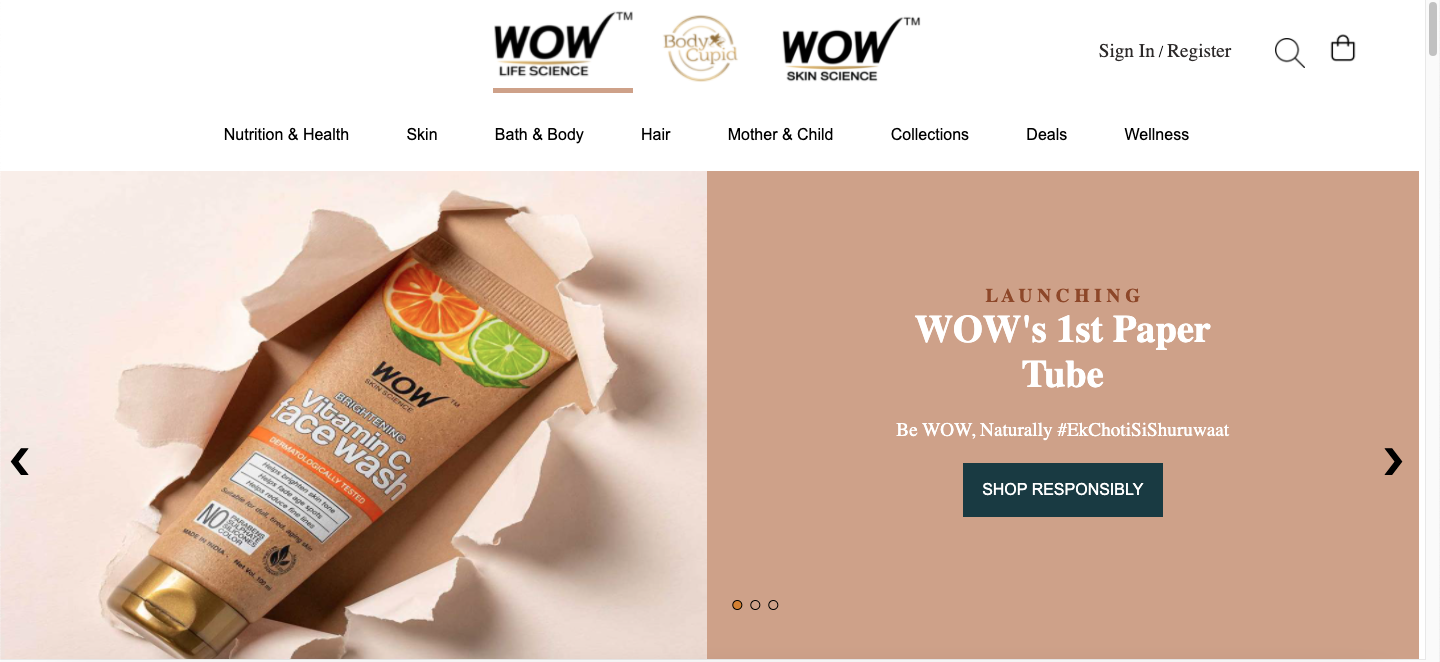 WOW™
LIFE SCIENCE
Body Cupid
WOW™
SKIN SCIENCE
Sign In / Register
Nutrition & Health
Skin
Bath & Body
Hair
Mother & Child
Collections
Deals
Wellness
WOW™
SKIN SCIENCE
BRIGHTENING
vitamin C
face wash
DERMATOLOGICALLY TESTED
Helps brighten skin tone
Helps fade age spots
Helps reduce fine lines
Suitable for dull, tired, aging skin
NO PARABENS
SULPHATE
SILICONES
COLOR
MADE IN INDIA
Net Vol. 100 ml
LAUNCHING
WOW's 1st Paper
Tube
Be WOW, Naturally #EkChotiSiShuruwaat
SHOP RESPONSIBLY